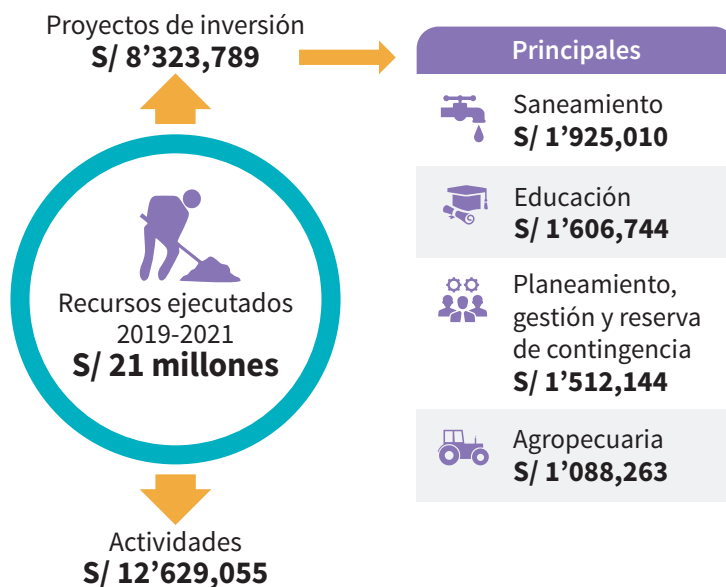 Proyectos de inversión
S/ 8’323,789
Recursos ejecutados
2019-2021
S/ 21 millones
Actividades
S/ 12’629,055
Principales
Saneamiento
S/ 1’925,010
Educación
S/ 1’606,744
Planeamiento,
gestión y reserva
de contingencia
S/ 1’512,144
Agropecuaria
S/ 1’088,263